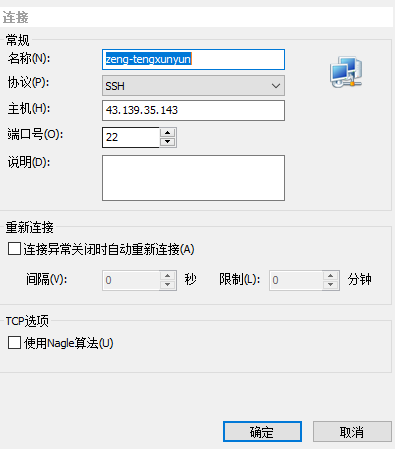 连接
常规
名称(N): zeng-tengxunyun
协议(P): SSH
主机(H): 43.139.35.143
端口号(O): 22
说明(D):
重新连接
连接异常关闭时自动重新连接(A)
间隔(V): 0 秒 限制(L): 0 分钟
TCP选项
使用Nagle算法(U)
确定 取消